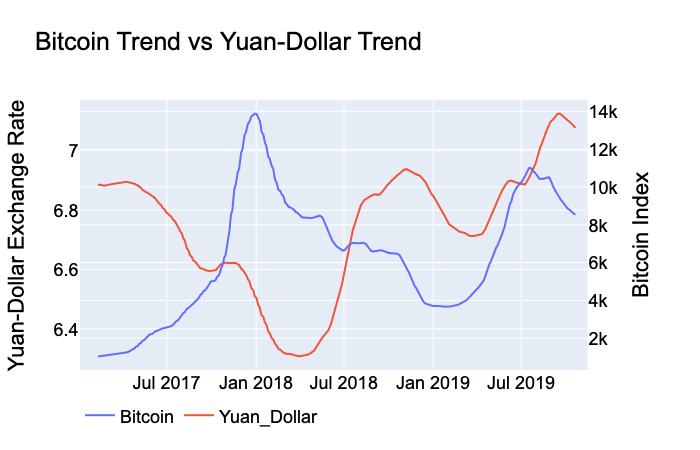 Bitcoin Trend vs Yuan-Dollar Trend
Yuan-Dollar Exchange Rate
7
6.8
6.6
6.4
14k
12k
10k
8k
6k
4k
2k
Bitcoin Index
Jul 2017 Jan 2018 Jul 2018 Jan 2019 Jul 2019
Bitcoin Yuan_Dollar